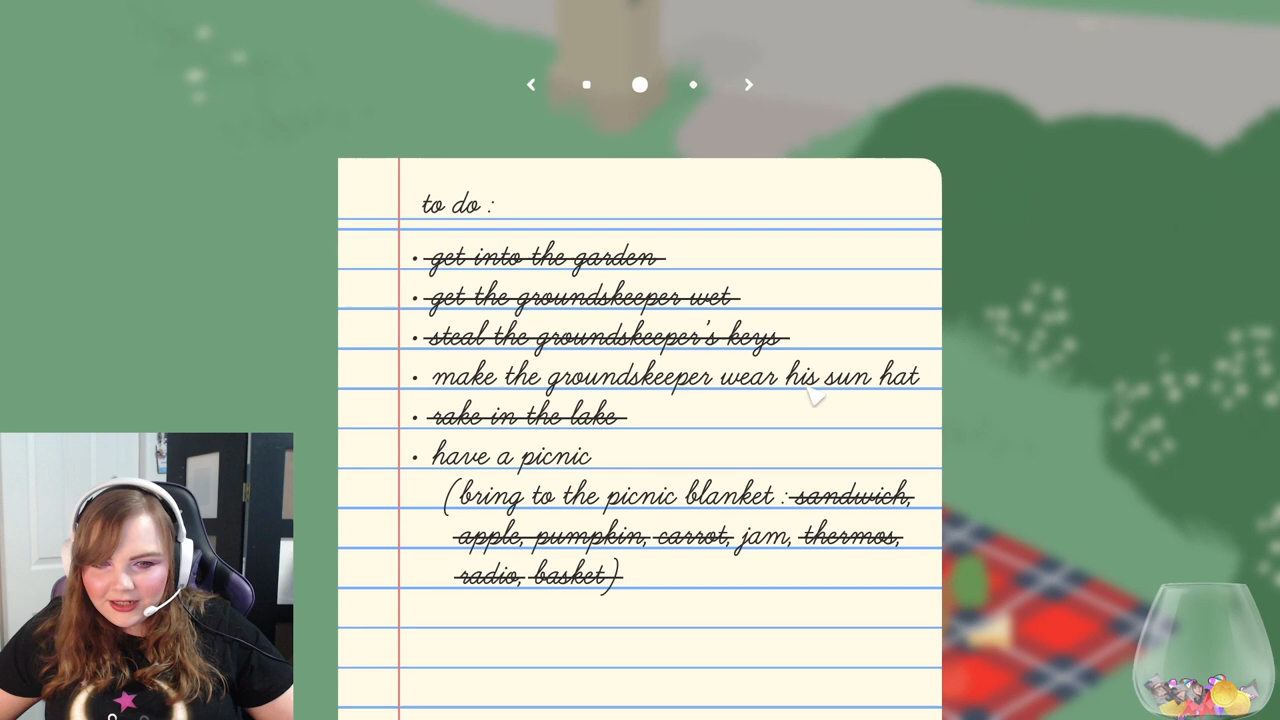 to do :
• get into the garden
• get the groundskeeper wet
• steal the groundskeeper's keys
• make the groundskeeper wear his sun hat
• rake in the lake
• have a picnic
(bring to the picnic blanket : sandwich,
apple, pumpkin, carrot, jam, thermos,
radio, basket)